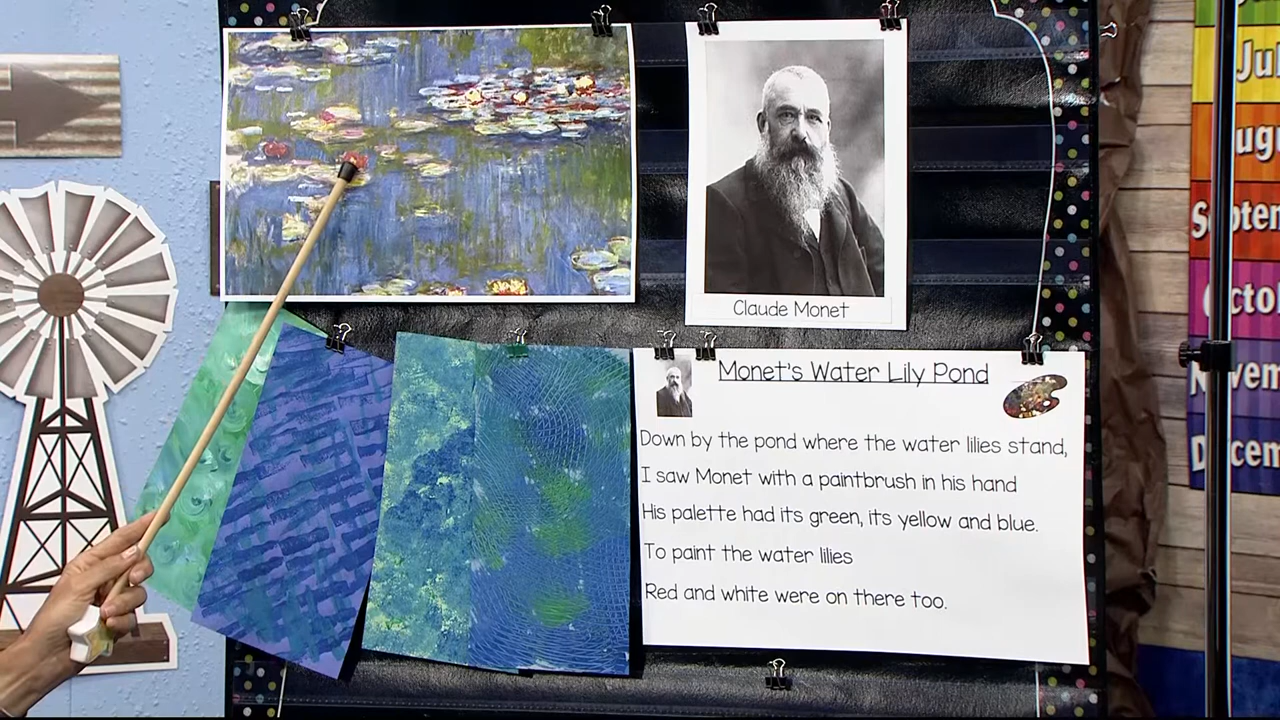 Claude Monet
Monet's Water Lily Pond
Down by the pond where the water lilies stand,
I saw Monet with a paintbrush in his hand
His palette had its green, its yellow and blue.
To paint the water lilies
Red and white were on there too.